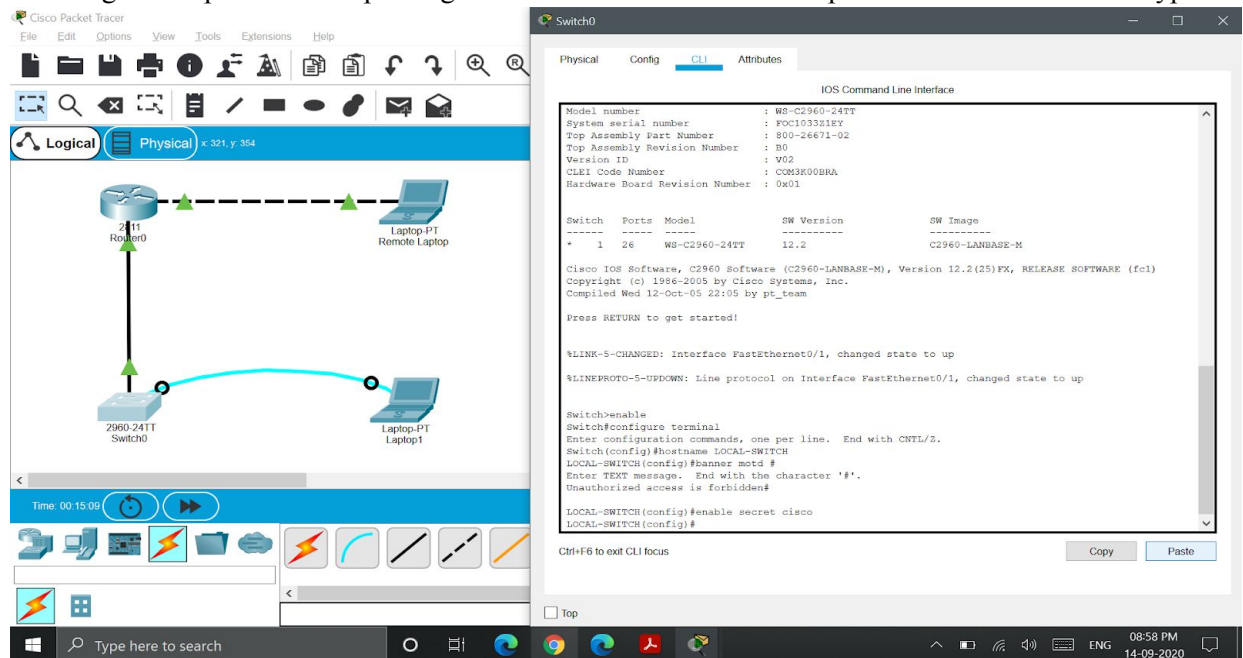 Cisco Packet Tracer
File Edit Options View Tools Extensions Help
Logical Physical x: 321, y: 354
2811
Router0
Laptop-PT
Remote Laptop
2960-24TT
Switch0
Laptop-PT
Laptop1
Time: 00:15:09
Switch0
Physical Config CLI Attributes
IOS Command Line Interface
Model number : WS-C2960-24TT
System serial number : FOC1033Z1EY
Top Assembly Part Number : 800-26671-02
Top Assembly Revision Number : B0
Version ID : V02
CLEI Code Number : COM3K00BRA
Hardware Board Revision Number : 0x01
Switch Ports Model SW Version SW Image
------ ----- ----- ---------- ----------
* 1 26 WS-C2960-24TT 12.2 C2960-LANBASE-M
Cisco IOS Software, C2960 Software (C2960-LANBASE-M), Version 12.2(25)FX, RELEASE SOFTWARE (fc1)
Copyright (c) 1986-2005 by Cisco Systems, Inc.
Compiled Wed 12-Oct-05 22:05 by pt_team
Press RETURN to get started!
%LINK-5-CHANGED: Interface FastEthernet0/1, changed state to up
%LINEPROTO-5-UPDOWN: Line protocol on Interface FastEthernet0/1, changed state to up
Switch>enable
Switch#configure terminal
Enter configuration commands, one per line. End with CNTL/Z.
Switch(config)#hostname LOCAL-SWITCH
LOCAL-SWITCH(config)#banner motd #
Enter TEXT message. End with the character '#'.
Unauthorized access is forbidden#
LOCAL-SWITCH(config)#enable secret cisco
LOCAL-SWITCH(config)#
Ctrl+F6 to exit CLI focus
Copy Paste
Top
Type here to search
ENG
08:58 PM
14-09-2020